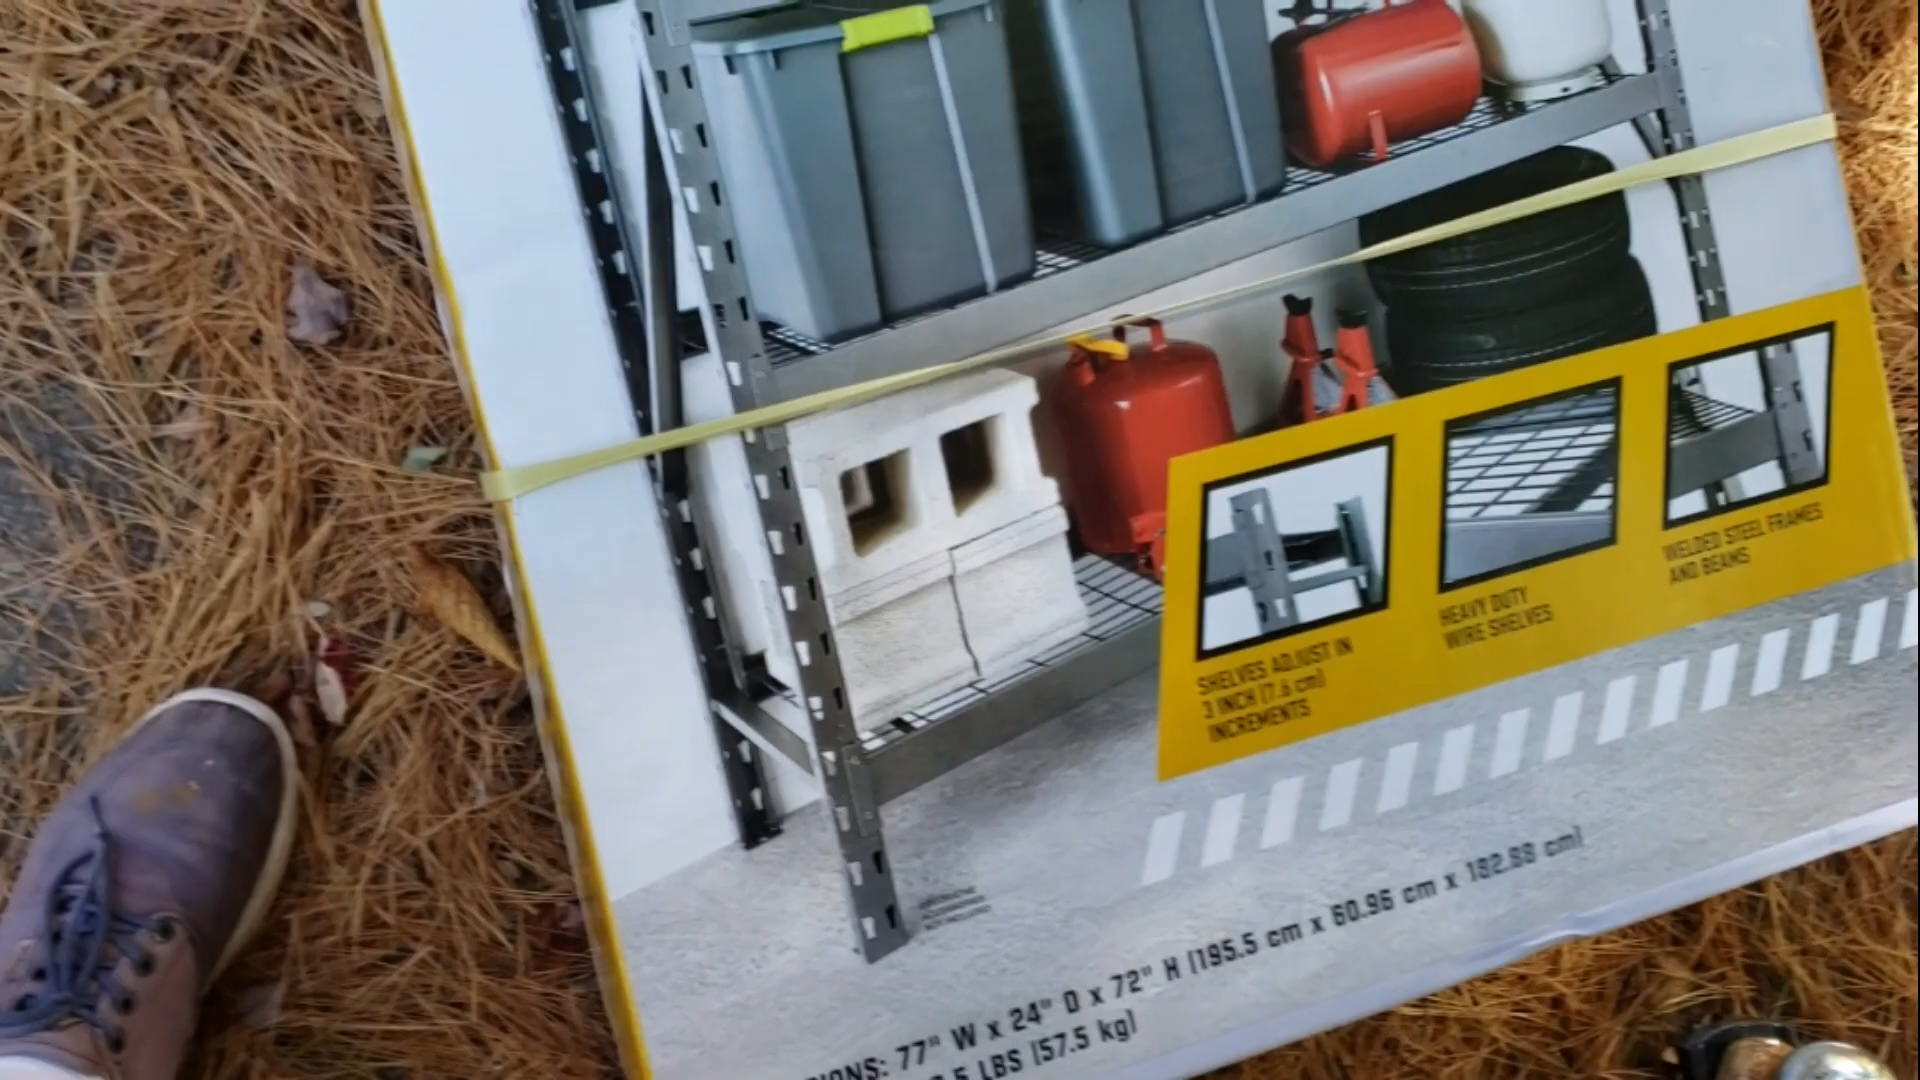 SHELVES ADJUST IN
3 INCH (7.6 cm)
INCREMENTS
HEAVY DUTY
WIRE SHELVES
WELDED STEEL FRAMES
AND BEAMS
77" W x 24" D x 72" H (195.5 cm x 60.96 cm x 182.88 cm)
LBS (57.5 kg)